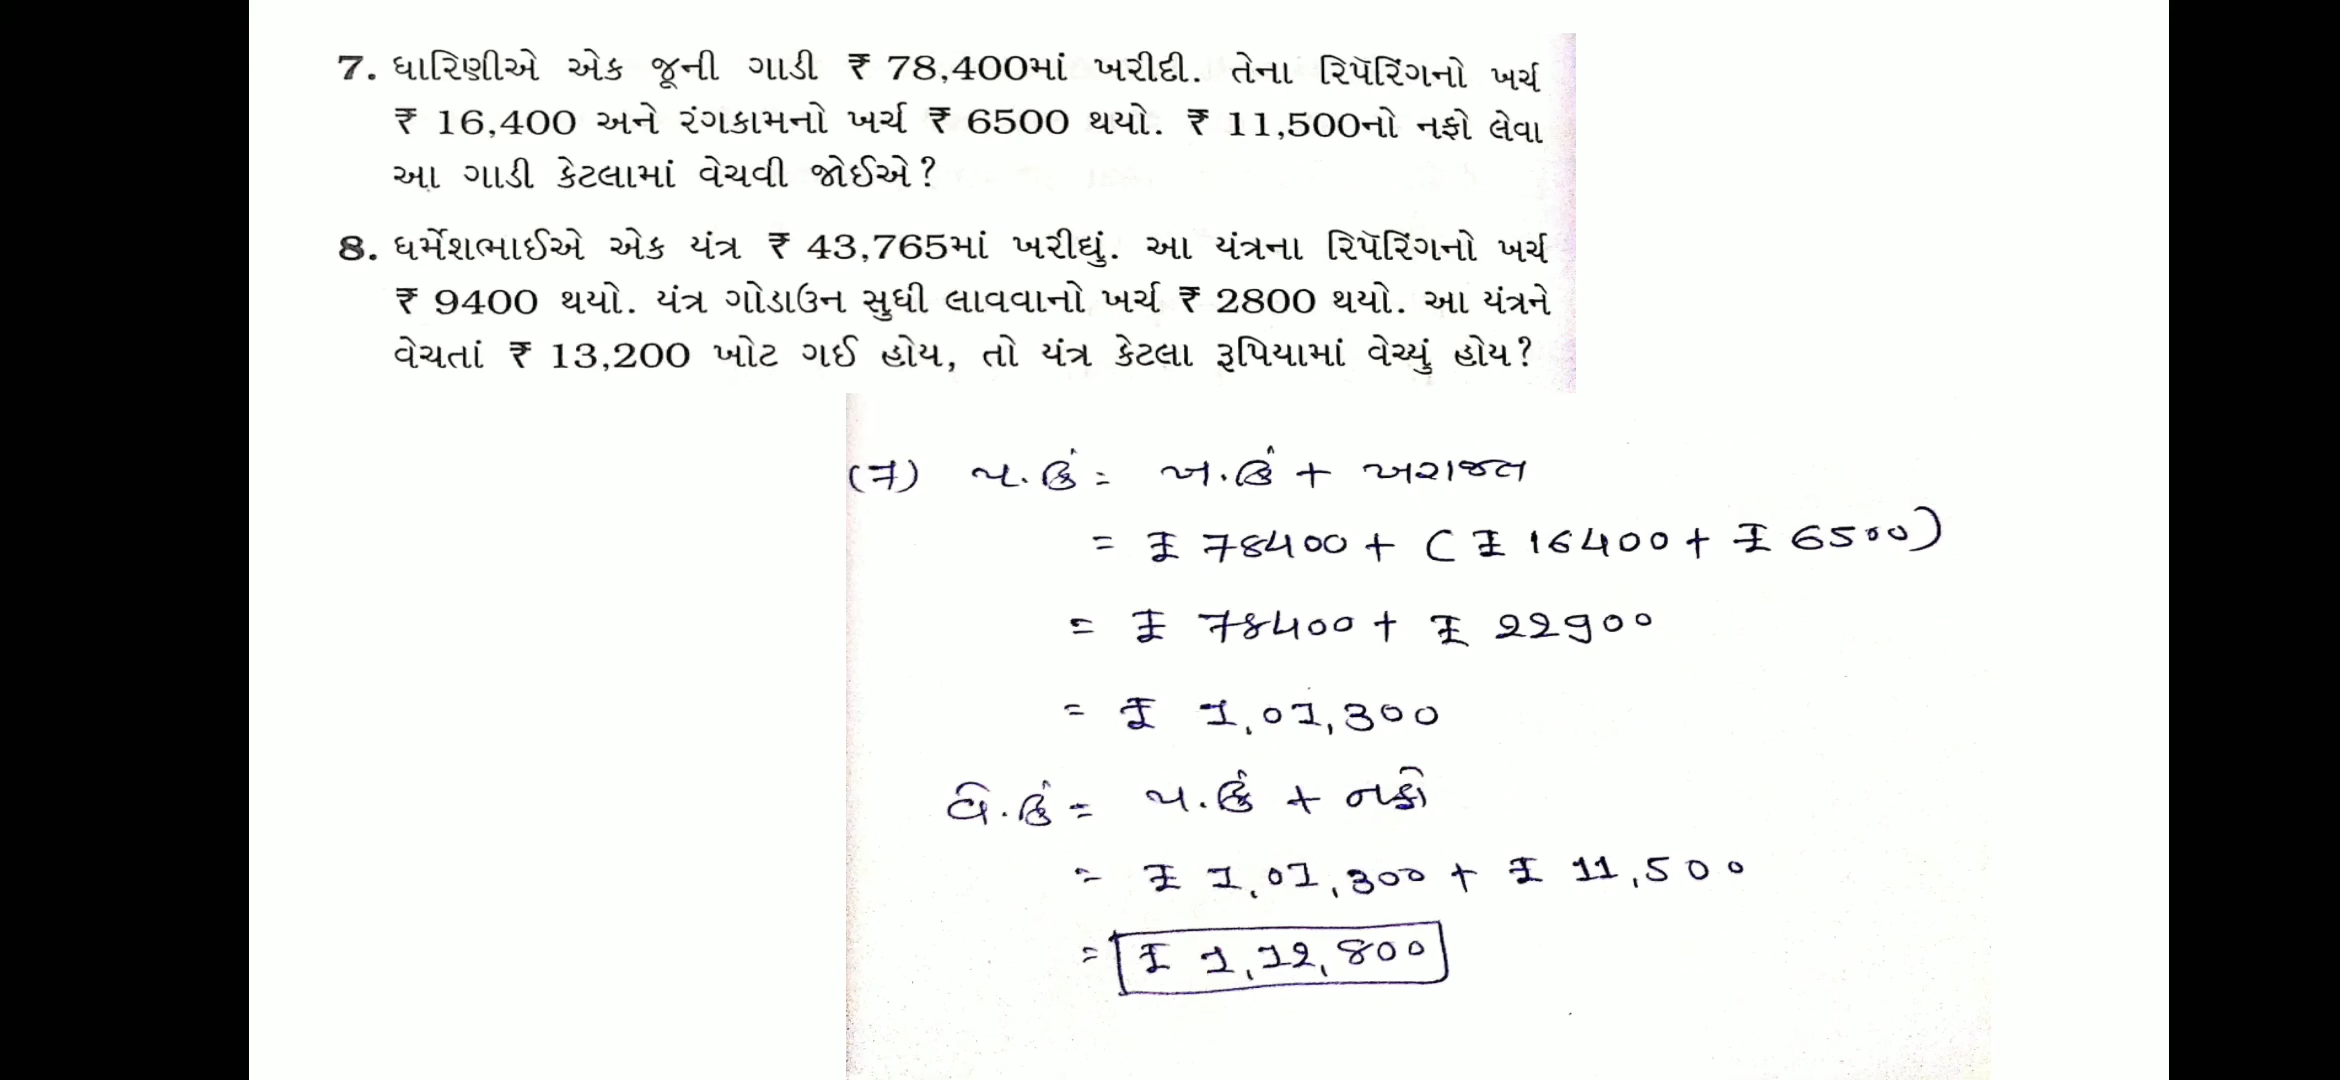 7. ધારિણીએ એક જૂની ગાડી ₹ 78,400માં ખરીદી. તેના રિપૅરિંગનો ખર્ચ
₹ 16,400 અને રંગકામનો ખર્ચ ₹ 6500 થયો. ₹ 11,500નો નફો લેવા
આ ગાડી કેટલામાં વેચવી જોઈએ?
8. ધર્મેશભાઈએ એક યંત્ર ₹ 43,765માં ખરીદ્યું. આ યંત્રના રિપૅરિંગનો ખર્ચ
₹ 9400 થયો. યંત્ર ગોડાઉન સુધી લાવવાનો ખર્ચ ₹ 2800 થયો. આ યંત્રને
વેચતાં ₹ 13,200 ખોટ ગઈ હોય, તો યંત્ર કેટલા રૂપિયામાં વેચ્યું હોય?
(7) પ.કિં = ખ.કિં + ખરાજત
= ₹ 78400 + (₹ 16400 + ₹ 6500)
= ₹ 78400 + ₹ 22900
= ₹ 1,01,300
વે.કિં = પ.કિં + નફો
= ₹ 1,01,300 + ₹ 11,500
= ₹ 1,12,800